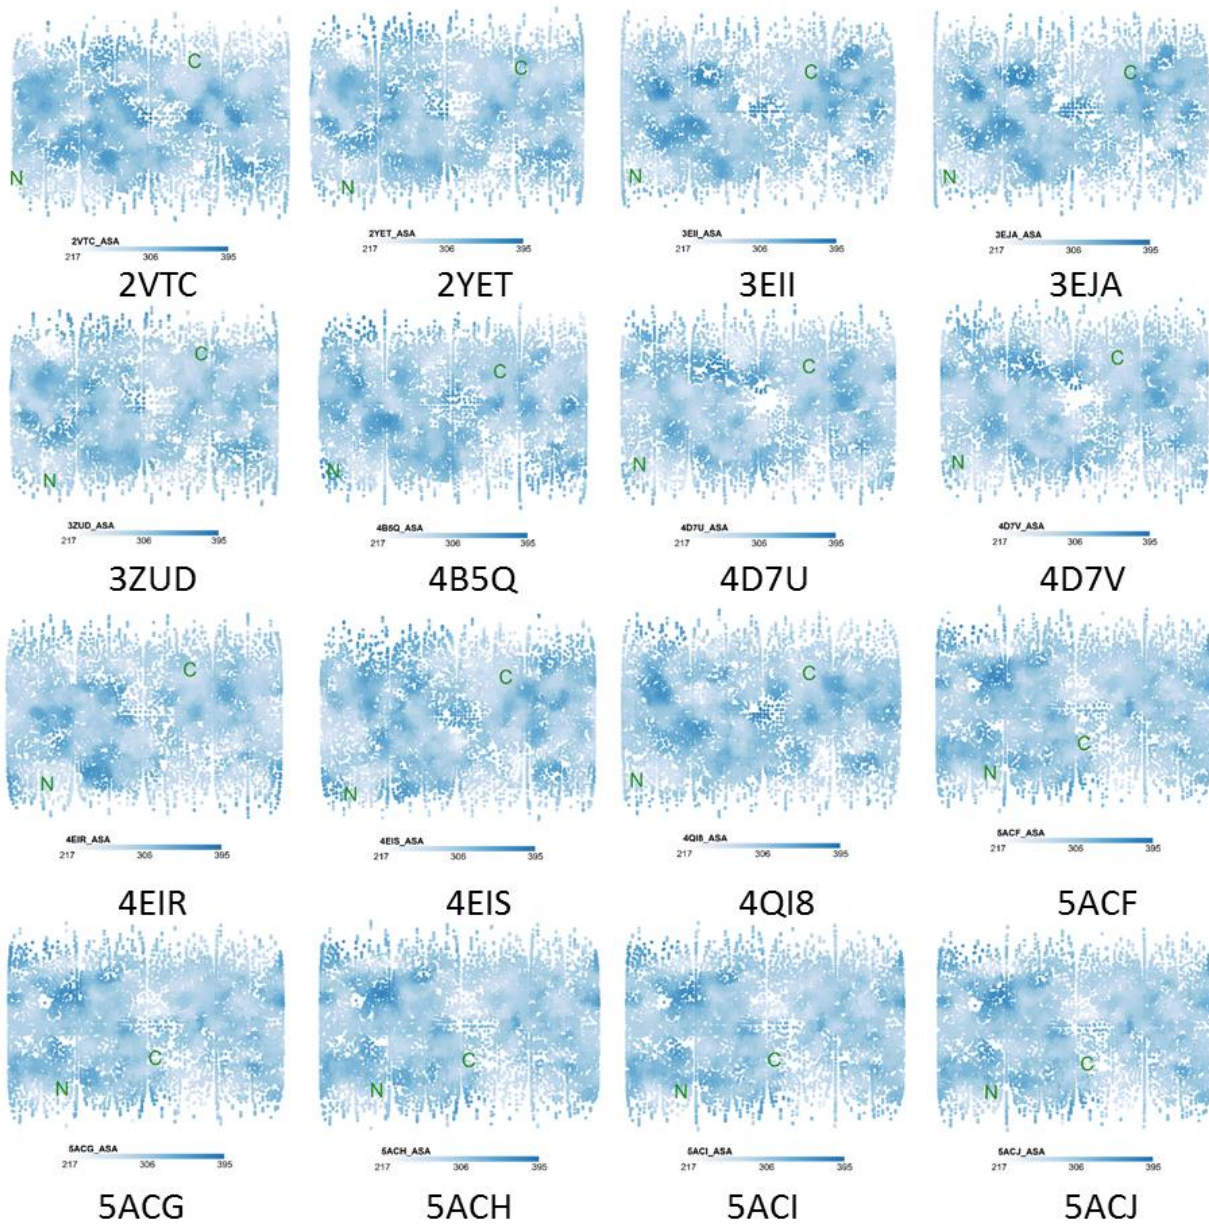 C C C C
N N N N
2VTC_ASA 2YET_ASA 3EII_ASA 3EJA_ASA
217 306 395 217 306 395 217 306 395 217 306 395
2VTC 2YET 3EII 3EJA
C C C C
N N N N
3ZUD_ASA 4B5Q_ASA 4D7U_ASA 4D7V_ASA
217 306 395 217 306 395 217 306 395 217 306 395
3ZUD 4B5Q 4D7U 4D7V
C C C C
N N N N
4EIR_ASA 4EIS_ASA 4QI8_ASA 5ACF_ASA
217 306 395 217 306 395 217 306 395 217 306 395
4EIR 4EIS 4QI8 5ACF
C C C C
N N N N
5ACG_ASA 5ACH_ASA 5ACI_ASA 5ACJ_ASA
217 306 395 217 306 395 217 306 395 217 306 395
5ACG 5ACH 5ACI 5ACJ